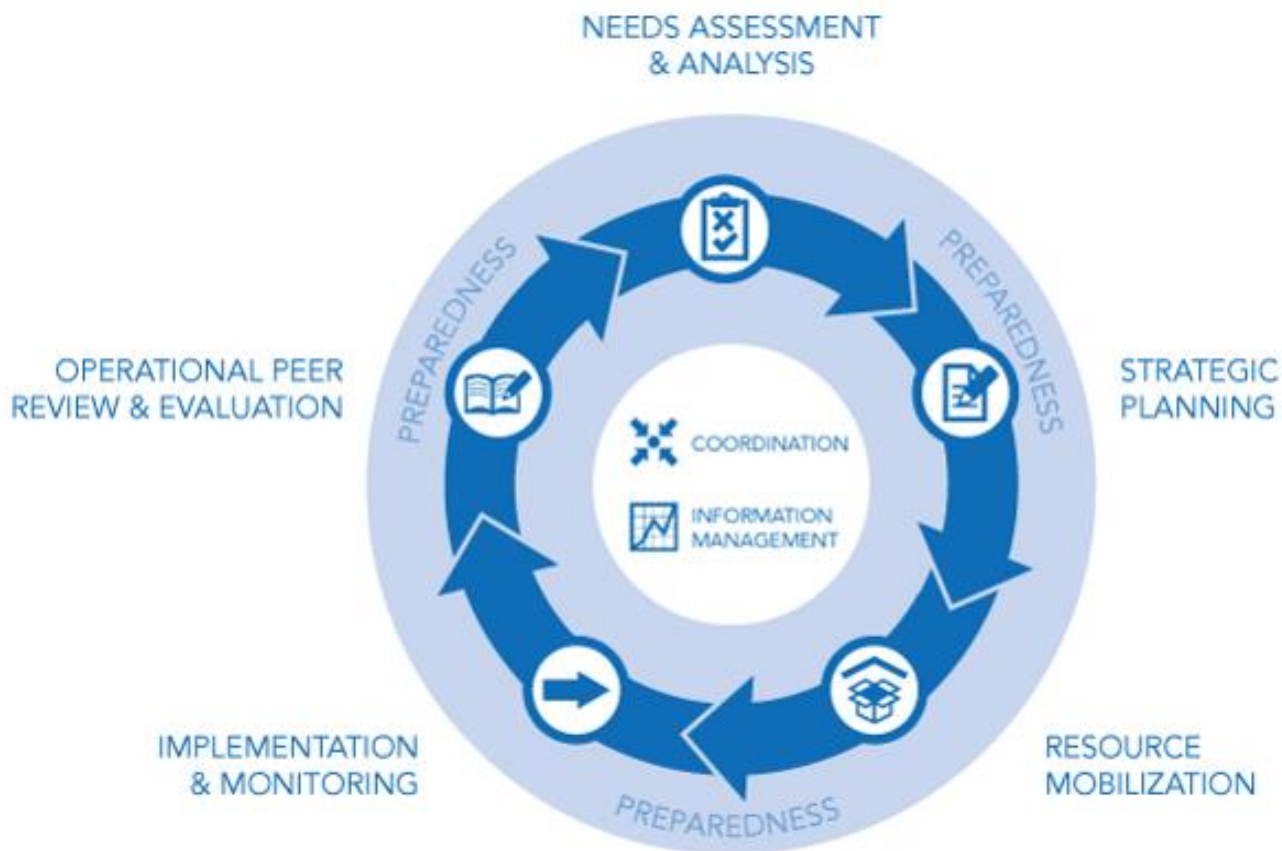 NEEDS ASSESSMENT
& ANALYSIS
PREPAREDNESS
PREPAREDNESS
OPERATIONAL PEER
REVIEW & EVALUATION
STRATEGIC
PLANNING
COORDINATION
INFORMATION
MANAGEMENT
IMPLEMENTATION
& MONITORING
RESOURCE
MOBILIZATION
PREPAREDNESS